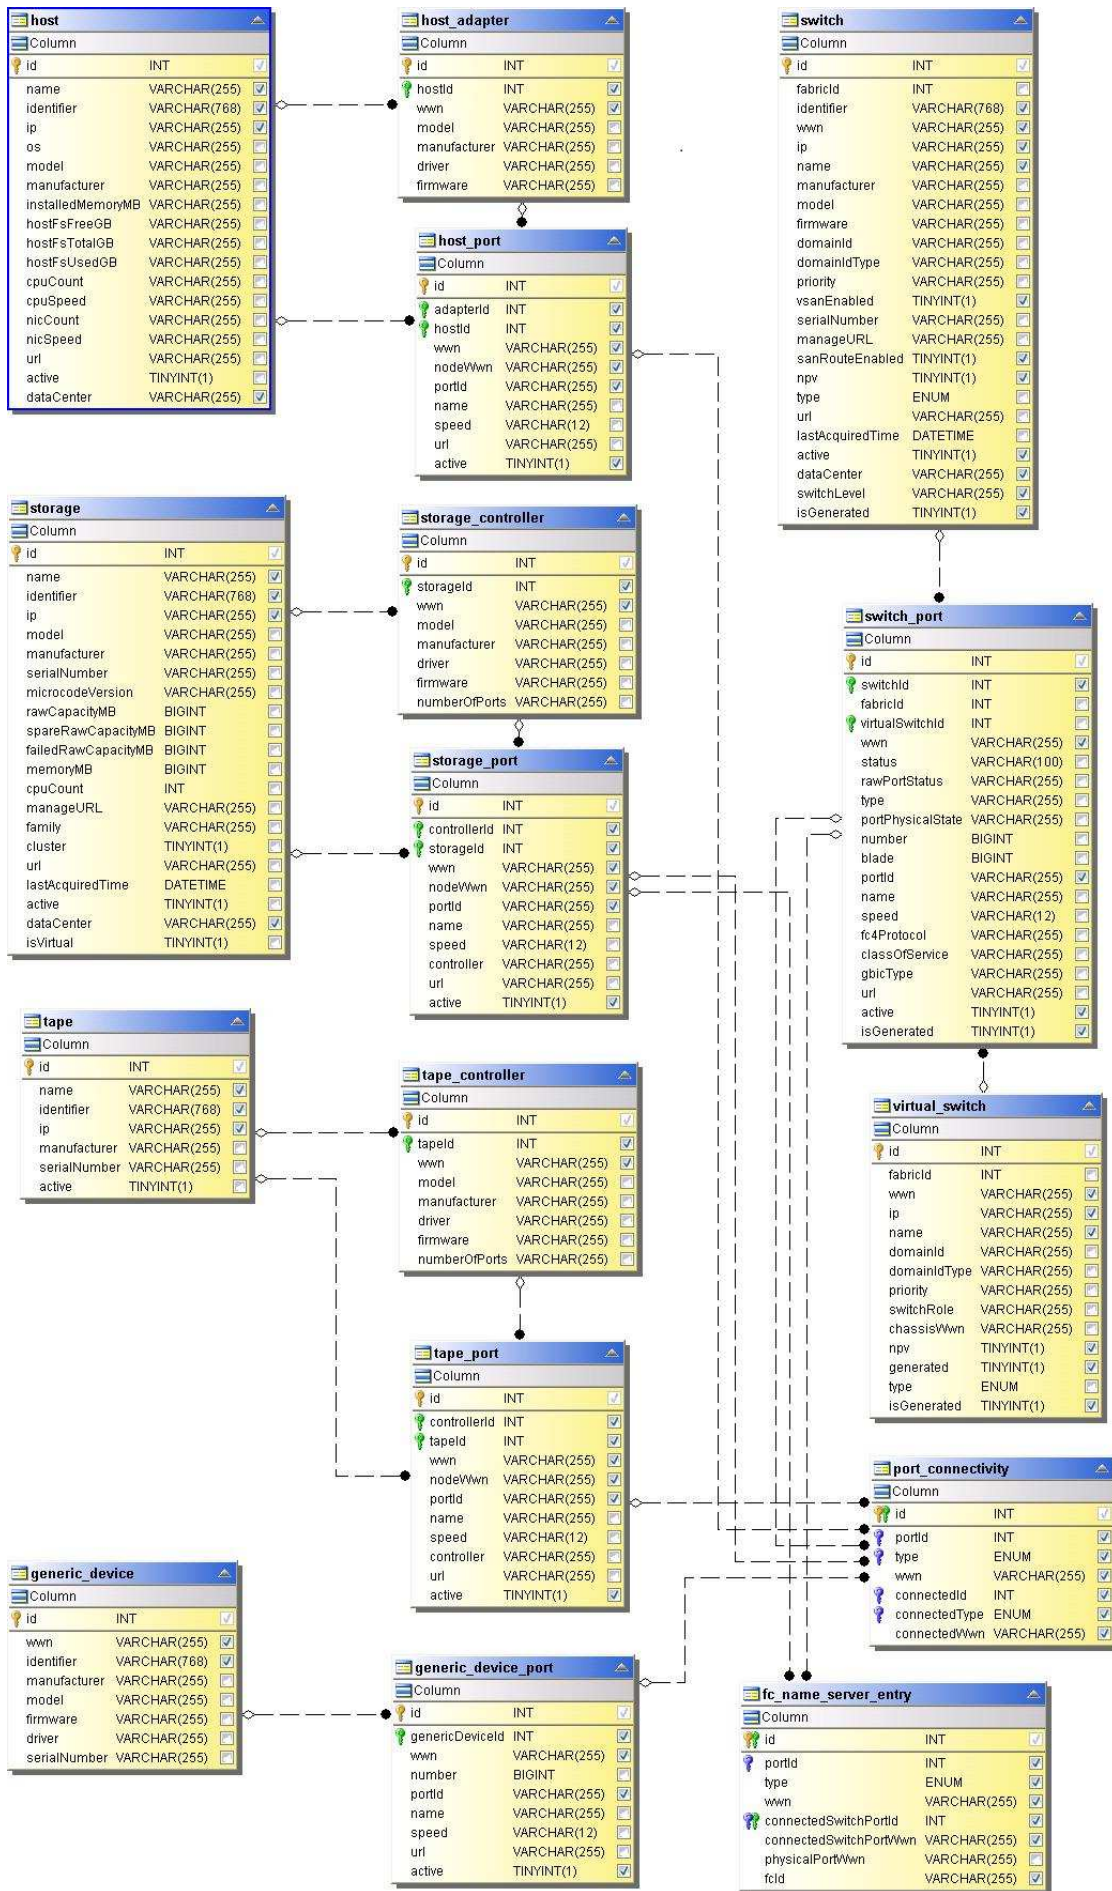 host
Column
id INT
name VARCHAR(255)
identifier VARCHAR(768)
ip VARCHAR(255)
os VARCHAR(255)
model VARCHAR(255)
manufacturer VARCHAR(255)
installedMemoryMB VARCHAR(255)
hostFsFreeGB VARCHAR(255)
hostFsTotalGB VARCHAR(255)
hostFsUsedGB VARCHAR(255)
cpuCount VARCHAR(255)
cpuSpeed VARCHAR(255)
nicCount VARCHAR(255)
nicSpeed VARCHAR(255)
url VARCHAR(255)
active TINYINT(1)
dataCenter VARCHAR(255)
host_adapter
Column
id INT
hostId INT
wwn VARCHAR(255)
model VARCHAR(255)
manufacturer VARCHAR(255)
driver VARCHAR(255)
firmware VARCHAR(255)
host_port
Column
id INT
adapterId INT
hostId INT
wwn VARCHAR(255)
nodeWwn VARCHAR(255)
portId VARCHAR(255)
name VARCHAR(255)
speed VARCHAR(12)
url VARCHAR(255)
active TINYINT(1)
switch
Column
id INT
fabricId INT
identifier VARCHAR(768)
wwn VARCHAR(255)
ip VARCHAR(255)
name VARCHAR(255)
manufacturer VARCHAR(255)
model VARCHAR(255)
firmware VARCHAR(255)
domainId VARCHAR(255)
domainIdType VARCHAR(255)
priority VARCHAR(255)
vsanEnabled TINYINT(1)
serialNumber VARCHAR(255)
manageURL VARCHAR(255)
sanRouteEnabled TINYINT(1)
npv TINYINT(1)
type ENUM
url VARCHAR(255)
lastAcquiredTime DATETIME
active TINYINT(1)
dataCenter VARCHAR(255)
switchLevel VARCHAR(255)
isGenerated TINYINT(1)
storage
Column
id INT
name VARCHAR(255)
identifier VARCHAR(768)
ip VARCHAR(255)
model VARCHAR(255)
manufacturer VARCHAR(255)
serialNumber VARCHAR(255)
microcodeVersion VARCHAR(255)
rawCapacityMB BIGINT
spareRawCapacityMB BIGINT
failedRawCapacityMB BIGINT
memoryMB BIGINT
cpuCount INT
manageURL VARCHAR(255)
family VARCHAR(255)
cluster TINYINT(1)
url VARCHAR(255)
lastAcquiredTime DATETIME
active TINYINT(1)
dataCenter VARCHAR(255)
isVirtual TINYINT(1)
storage_controller
Column
id INT
storageId INT
wwn VARCHAR(255)
model VARCHAR(255)
manufacturer VARCHAR(255)
driver VARCHAR(255)
firmware VARCHAR(255)
numberOfPorts VARCHAR(255)
storage_port
Column
id INT
controllerId INT
storageId INT
wwn VARCHAR(255)
nodeWwn VARCHAR(255)
portId VARCHAR(255)
name VARCHAR(255)
speed VARCHAR(12)
controller VARCHAR(255)
url VARCHAR(255)
active TINYINT(1)
switch_port
Column
id INT
switchId INT
fabricId INT
virtualSwitchId INT
wwn VARCHAR(255)
status VARCHAR(100)
rawPortStatus VARCHAR(255)
type VARCHAR(255)
portPhysicalState VARCHAR(255)
number BIGINT
blade BIGINT
portId VARCHAR(255)
name VARCHAR(255)
speed VARCHAR(12)
fc4Protocol VARCHAR(255)
classOfService VARCHAR(255)
gbicType VARCHAR(255)
url VARCHAR(255)
active TINYINT(1)
isGenerated TINYINT(1)
tape
Column
id INT
name VARCHAR(255)
identifier VARCHAR(768)
ip VARCHAR(255)
manufacturer VARCHAR(255)
serialNumber VARCHAR(255)
active TINYINT(1)
tape_controller
Column
id INT
tapeId INT
wwn VARCHAR(255)
model VARCHAR(255)
manufacturer VARCHAR(255)
driver VARCHAR(255)
firmware VARCHAR(255)
numberOfPorts VARCHAR(255)
virtual_switch
Column
id INT
fabricId INT
wwn VARCHAR(255)
ip VARCHAR(255)
name VARCHAR(255)
domainId VARCHAR(255)
domainIdType VARCHAR(255)
priority VARCHAR(255)
switchRole VARCHAR(255)
chassisWwn VARCHAR(255)
npv TINYINT(1)
generated TINYINT(1)
type ENUM
isGenerated TINYINT(1)
tape_port
Column
id INT
controllerId INT
tapeId INT
wwn VARCHAR(255)
nodeWwn VARCHAR(255)
portId VARCHAR(255)
name VARCHAR(255)
speed VARCHAR(12)
controller VARCHAR(255)
url VARCHAR(255)
active TINYINT(1)
port_connectivity
Column
id INT
portId INT
type ENUM
wwn VARCHAR(255)
connectedId INT
connectedType ENUM
connectedWwn VARCHAR(255)
generic_device
Column
id INT
wwn VARCHAR(255)
identifier VARCHAR(768)
manufacturer VARCHAR(255)
model VARCHAR(255)
firmware VARCHAR(255)
driver VARCHAR(255)
serialNumber VARCHAR(255)
generic_device_port
Column
id INT
genericDeviceId INT
wwn VARCHAR(255)
number BIGINT
portId VARCHAR(255)
name VARCHAR(255)
speed VARCHAR(12)
url VARCHAR(255)
active TINYINT(1)
fc_name_server_entry
Column
id INT
portId INT
type ENUM
wwn VARCHAR(255)
connectedSwitchPortId INT
connectedSwitchPortWwn VARCHAR(255)
physicalPortWwn VARCHAR(255)
fcId VARCHAR(255)